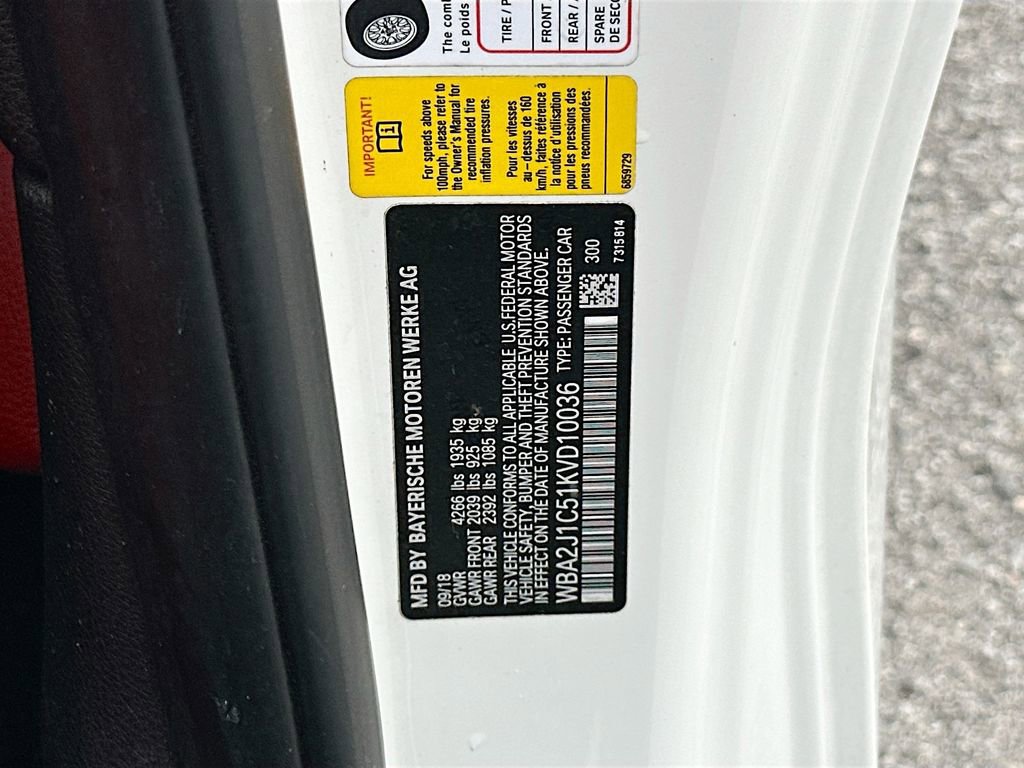 The com
Le poids
TIRE / P
FRONT
REAR / A
SPARE
DE SECO
IMPORTANT!
For speeds above
100mph, please refer to
the Owner's Manual for
recommended tire
inflation pressures.
Pour les vitesses
au – dessus de 160
km/h, faites référence à
la notice d'utilisation
pour les pressions des
pneus recommandées.
6859729
MFD BY BAYERISCHE MOTOREN WERKE AG
09/18
GVWR 4266 lbs 1935 kg
GAWR FRONT 2039 lbs 925 kg
GAWR REAR 2392 lbs 1085 kg
THIS VEHICLE CONFORMS TO ALL APPLICABLE U.S.FEDERAL MOTOR
VEHICLE SAFETY, BUMPER AND THEFT PREVENTION STANDARDS
IN EFFECT ON THE DATE OF MANUFACTURE SHOWN ABOVE.
WBA2J1C51KVD10036 TYPE: PASSENGER CAR
300
7315814